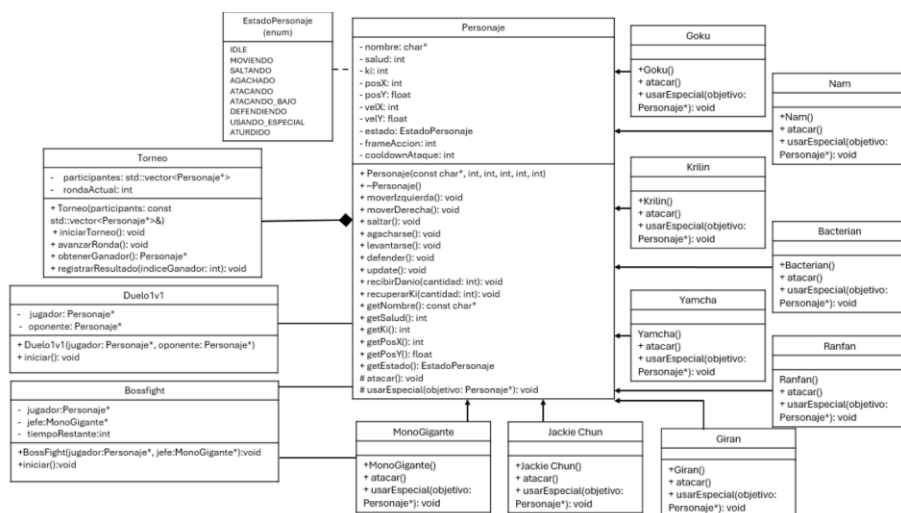 EstadoPersonaje
(enum)
IDLE
MOVIENDO
SALTANDO
AGACHADO
ATACANDO
ATACANDO_BAJO
DEFENDIENDO
USANDO_ESPECIAL
ATURDIDO
Personaje
- nombre: char*
- salud: int
- ki: int
- posX: int
- posY: float
- velX: int
- velY: float
- estado: EstadoPersonaje
- frameAccion: int
- cooldownAtaque: int
+ Personaje(const char*, int, int, int, int, int)
+ ~Personaje()
+ moverIzquierda(): void
+ moverDerecha(): void
+ saltar(): void
+ agacharse(): void
+ levantarse(): void
+ defender(): void
+ update(): void
+ recibirDanio(cantidad: int): void
+ recuperarKi(cantidad: int): void
+ getNombre(): const char*
+ getSalud(): int
+ getKi(): int
+ getPosX(): int
+ getPosY(): float
+ getEstado(): EstadoPersonaje
# atacar(): void
# usarEspecial(objetivo: Personaje*): void
Torneo
- participantes: std::vector<Personaje*>
- rondaActual: int
+ Torneo(participants: const
std::vector<Personaje*>&)
+ iniciarTorneo(): void
+ avanzarRonda(): void
+ obtenerGanador(): Personaje*
+ registrarResultado(indiceGanador: int): void
Duelo1v1
- jugador: Personaje*
- oponente: Personaje*
+ Duelo1v1(jugador: Personaje*, oponente: Personaje*)
+ iniciar(): void
Bossfight
- jugador:Personaje*
- jefe:MonoGigante*
- tiempoRestante:int
+BossFight(jugador:Personaje*, jefe:MonoGigante*):void
+iniciar():void
Goku
+Goku()
+ atacar()
+ usarEspecial(objetivo:
Personaje*): void
Nam
+Nam()
+ atacar()
+ usarEspecial(objetivo:
Personaje*): void
Krilin
+Krilin()
+ atacar()
+ usarEspecial(objetivo:
Personaje*): void
Bacterian
+Bacterian()
+ atacar()
+ usarEspecial(objetivo:
Personaje*): void
Yamcha
Yamcha()
+ atacar()
+ usarEspecial(objetivo:
Personaje*): void
Ranfan
Ranfan()
+ atacar()
+ usarEspecial(objetivo:
Personaje*): void
MonoGigante
+MonoGigante()
+ atacar()
+ usarEspecial(objetivo:
Personaje*): void
Jackie Chun
+Jackie Chun()
+ atacar()
+ usarEspecial(objetivo:
Personaje*): void
Giran
+Giran()
+ atacar()
+ usarEspecial(objetivo:
Personaje*): void